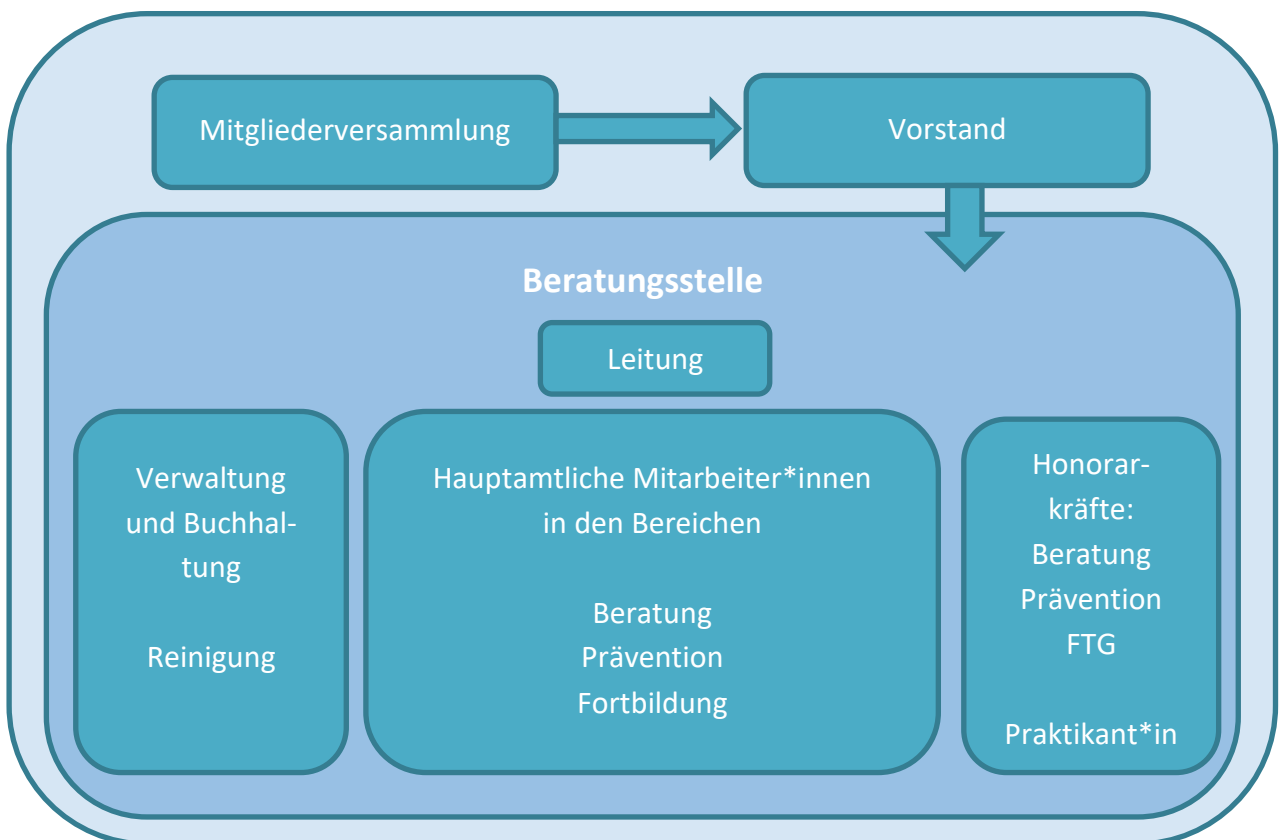 Mitgliederversammlung
Vorstand
Beratungsstelle
Leitung
Verwaltung
und Buchhal-
tung
Reinigung
Hauptamtliche Mitarbeiter*innen
in den Bereichen
Beratung
Prävention
Fortbildung
Honorar-
kräfte:
Beratung
Prävention
FTG
Praktikant*in